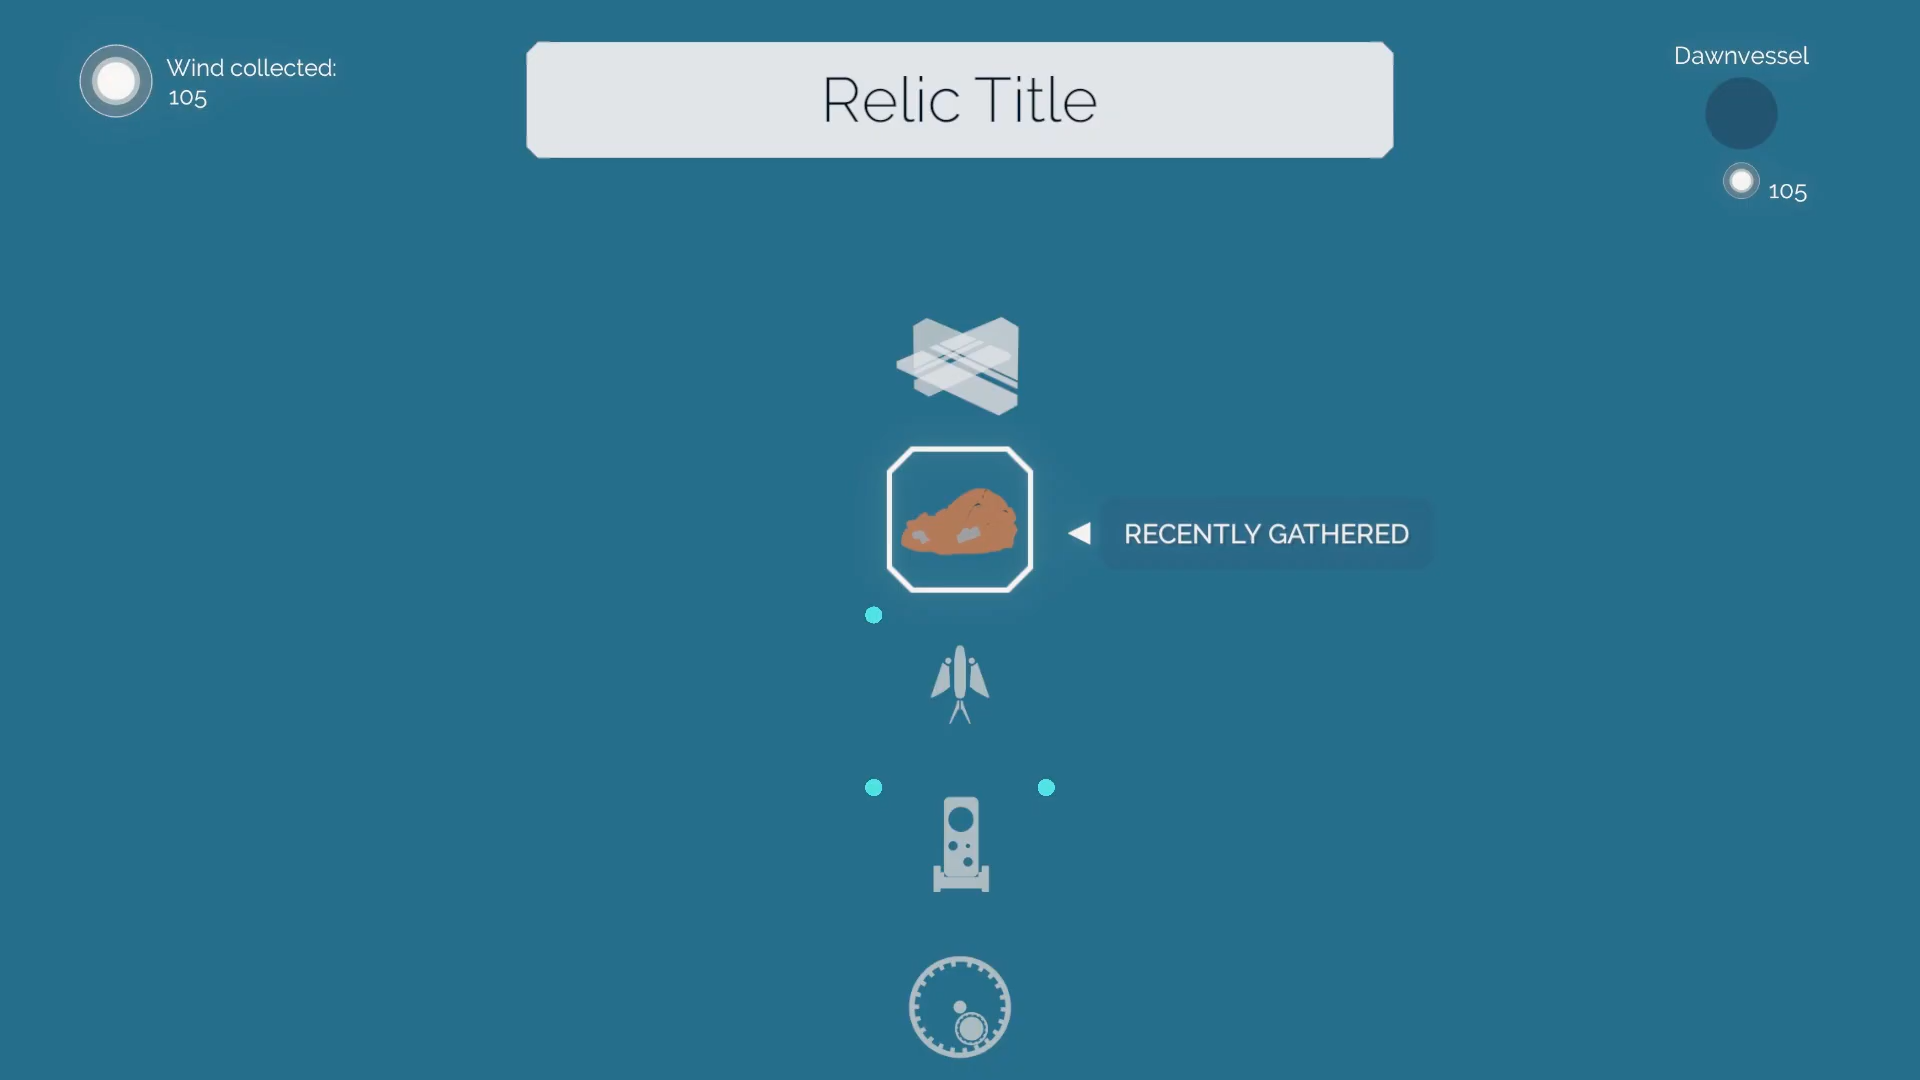 Wind collected:
105
Relic Title
Dawnvessel
105
RECENTLY GATHERED